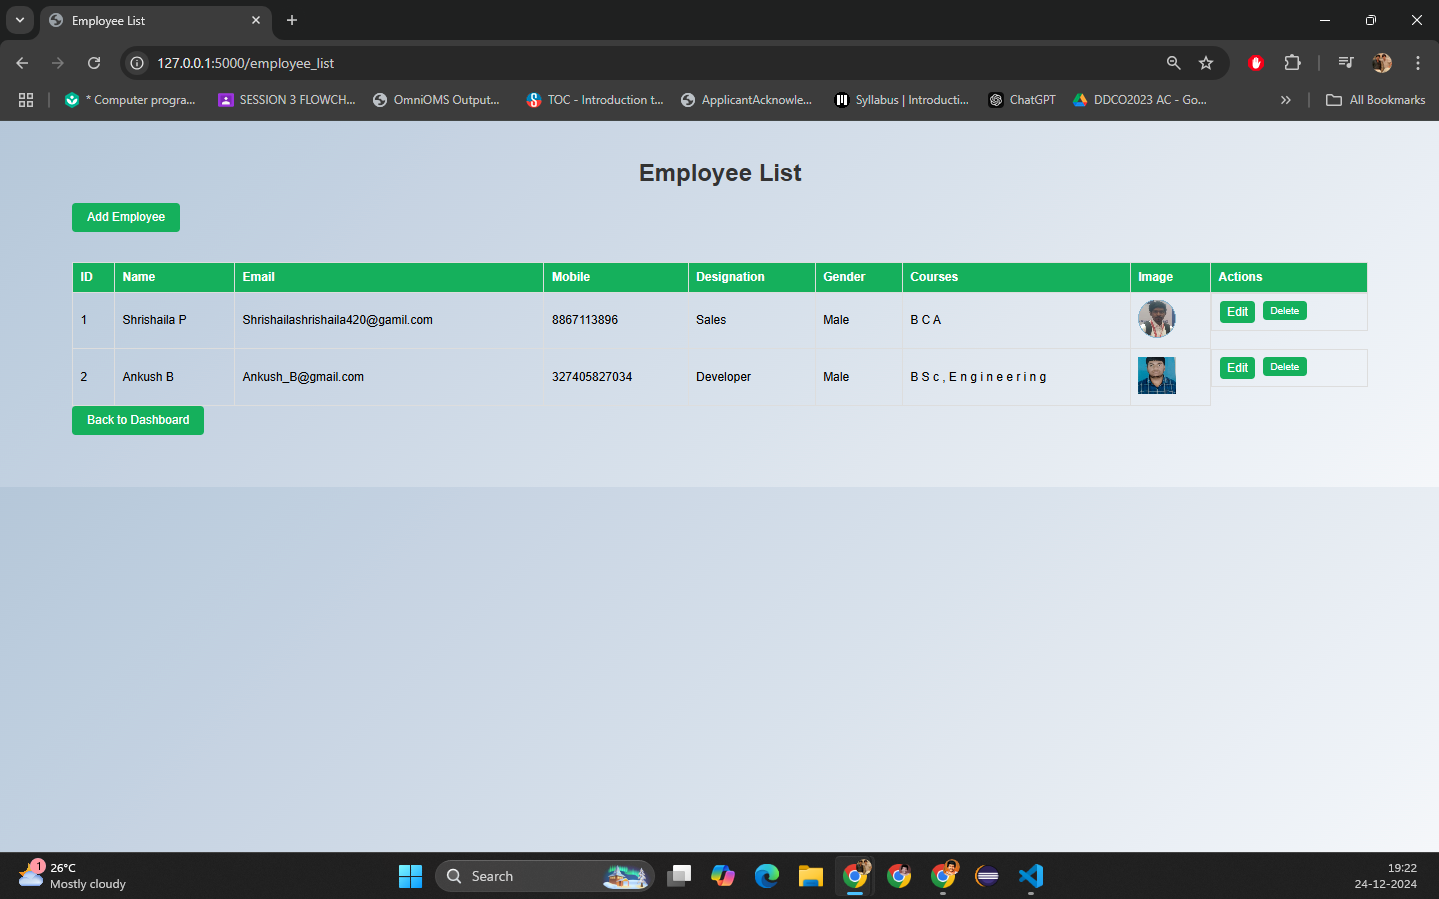 Employee List
127.0.0.1:5000/employee_list
* Computer progra...
SESSION 3 FLOWCH...
OmniOMS Output...
TOC - Introduction t...
ApplicantAcknowle...
Syllabus | Introducti...
ChatGPT
DDCO2023 AC - Go...
All Bookmarks
Employee List
Add Employee
ID Name Email Mobile Designation Gender Courses Image Actions
1 Shrishaila P Shrishailashrishaila420@gamil.com 8867113896 Sales Male B C A Edit Delete
2 Ankush B Ankush_B@gmail.com 327405827034 Developer Male B S c , E n g i n e e r i n g Edit Delete
Back to Dashboard
1
26°C
Mostly cloudy
Search
19:22
24-12-2024